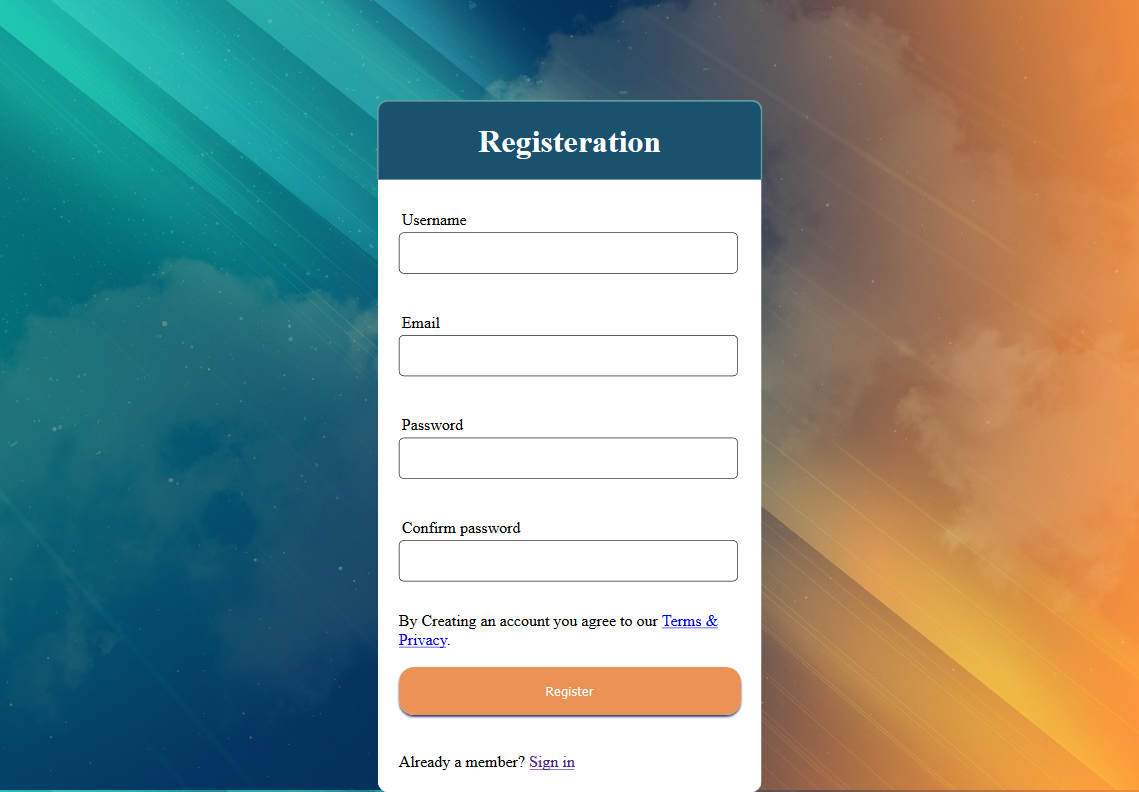 Registeration
Username
Email
Password
Confirm password
By Creating an account you agree to our Terms &
Privacy.
Register
Already a member? Sign in